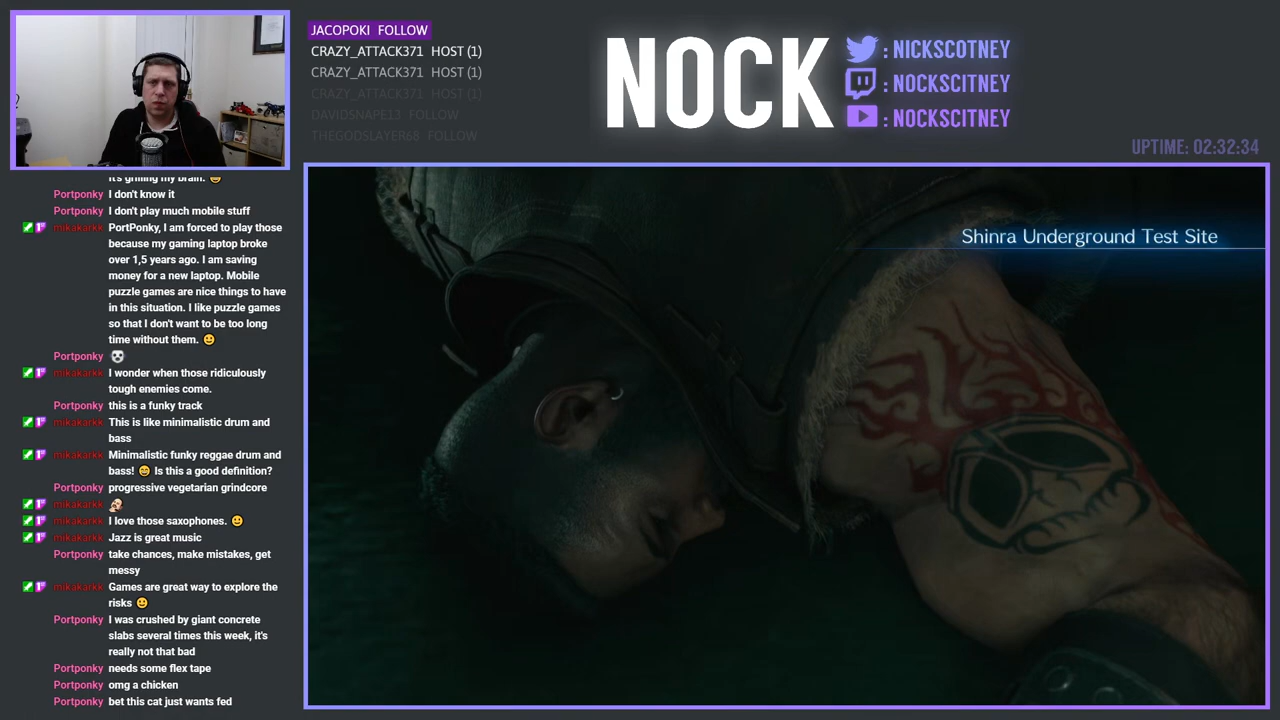 JACOPOKI FOLLOW
CRAZY_ATTACK371 HOST (1)
CRAZY_ATTACK371 HOST (1)
CRAZY_ATTACK371 HOST (1)
DAVIDSNAPE13 FOLLOW
THEGODSLAYER68 FOLLOW
NOCK
: NICKSCOTNEY
: NOCKSCITNEY
: NOCKSCITNEY
UPTIME: 02:32:34
it's grilling my brain. 😀
Portponky I don't know it
Portponky I don't play much mobile stuff
mikakarkk PortPonky, I am forced to play those
because my gaming laptop broke
over 1,5 years ago. I am saving
money for a new laptop. Mobile
puzzle games are nice things to have
in this situation. I like puzzle games
so that I don't want to be too long
time without them. 🙂
Portponky
mikakarkk I wonder when those ridiculously
tough enemies come.
Portponky this is a funky track
mikakarkk This is like minimalistic drum and
bass
mikakarkk Minimalistic funky reggae drum and
bass! 😄 Is this a good definition?
Portponky progressive vegetarian grindcore
mikakarkk
mikakarkk I love those saxophones. 🙂
mikakarkk Jazz is great music
Portponky take chances, make mistakes, get
messy
mikakarkk Games are great way to explore the
risks 🙂
Portponky I was crushed by giant concrete
slabs several times this week, it's
really not that bad
Portponky needs some flex tape
Portponky omg a chicken
Portponky bet this cat just wants fed
Shinra Underground Test Site